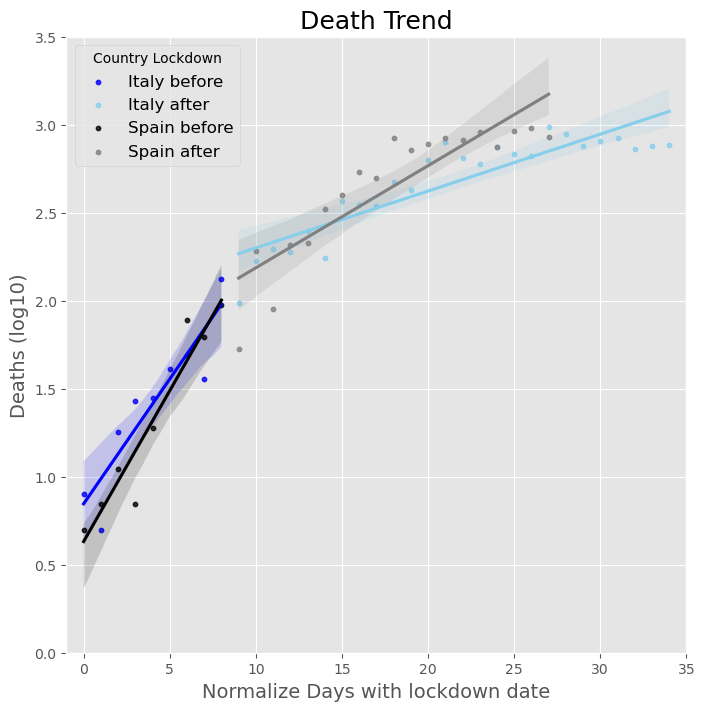 Death Trend
Country Lockdown
Italy before
Italy after
Spain before
Spain after
3.5
3.0
2.5
2.0
1.5
1.0
0.5
0.0
Deaths (log10)
0 5 10 15 20 25 30 35
Normalize Days with lockdown date